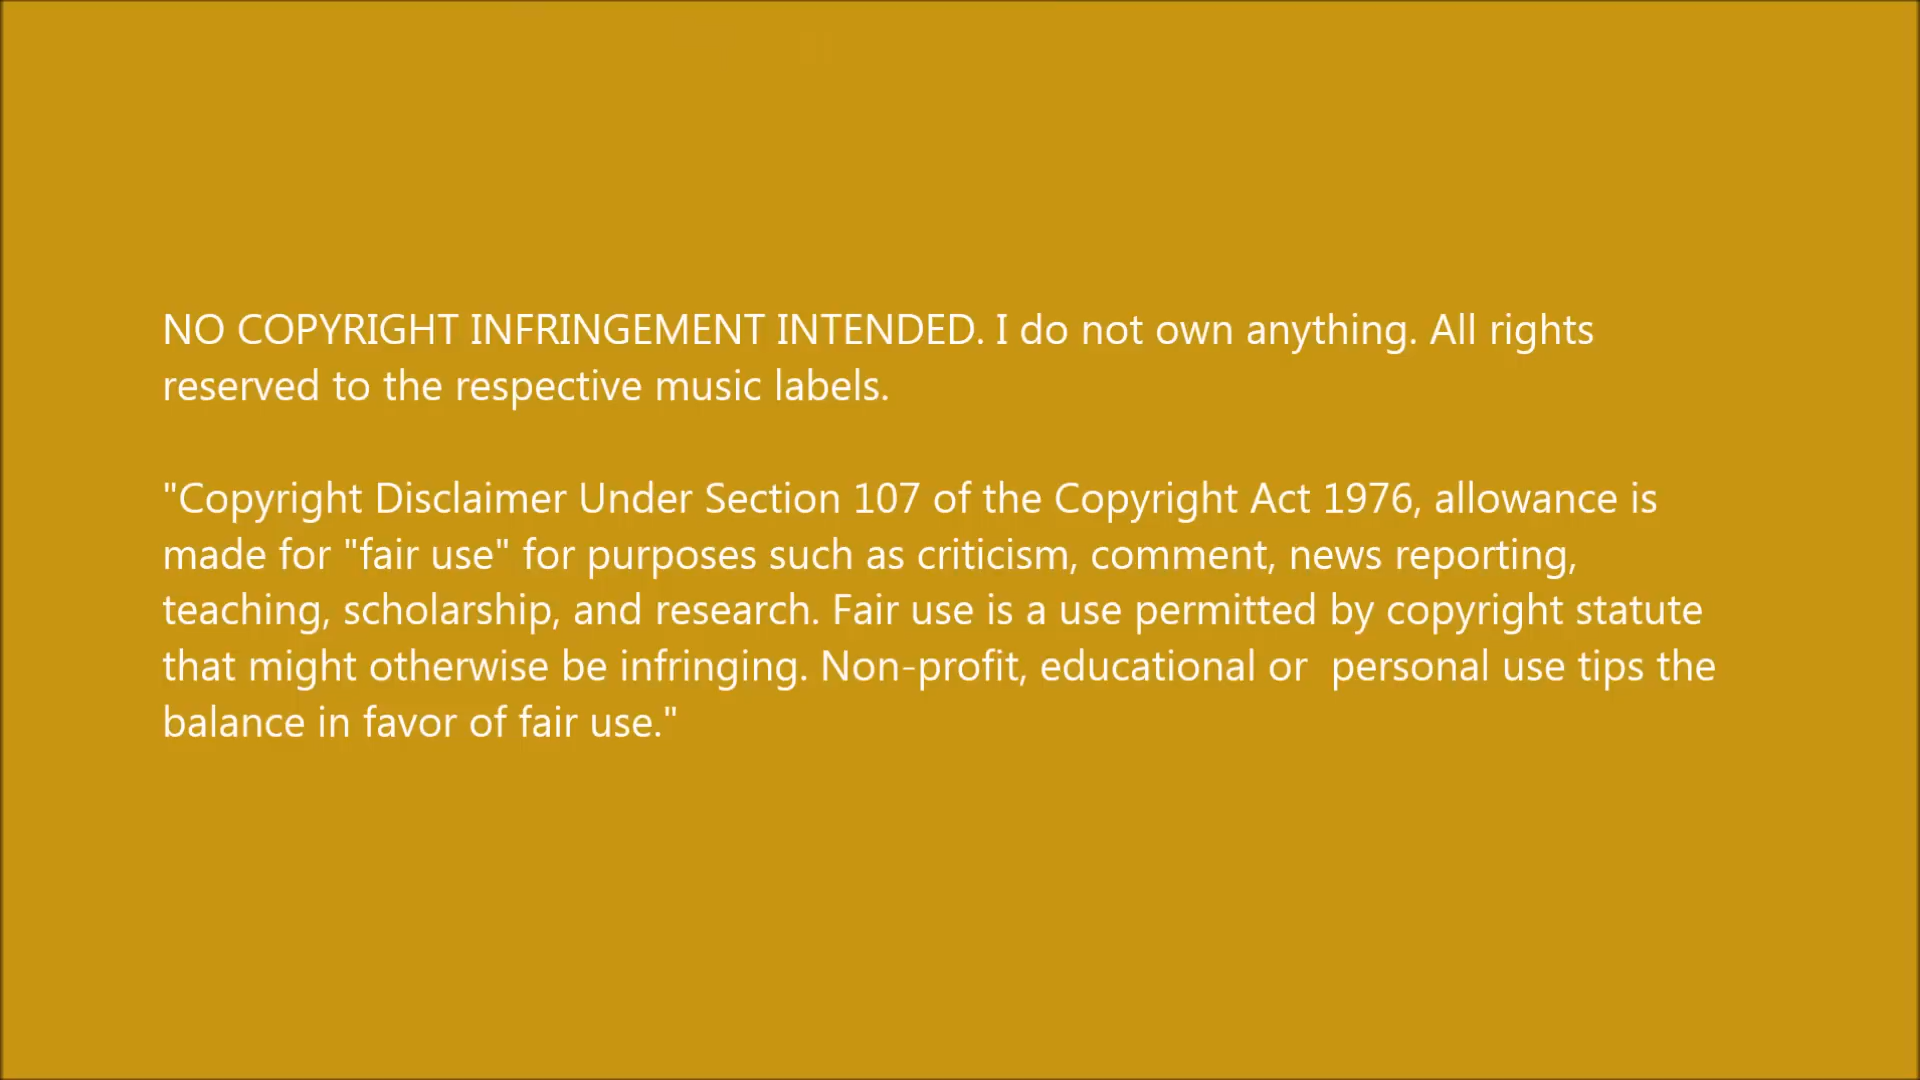 NO COPYRIGHT INFRINGEMENT INTENDED. I do not own anything. All rights
reserved to the respective music labels.
"Copyright Disclaimer Under Section 107 of the Copyright Act 1976, allowance is
made for "fair use" for purposes such as criticism, comment, news reporting,
teaching, scholarship, and research. Fair use is a use permitted by copyright statute
that might otherwise be infringing. Non-profit, educational or  personal use tips the
balance in favor of fair use."